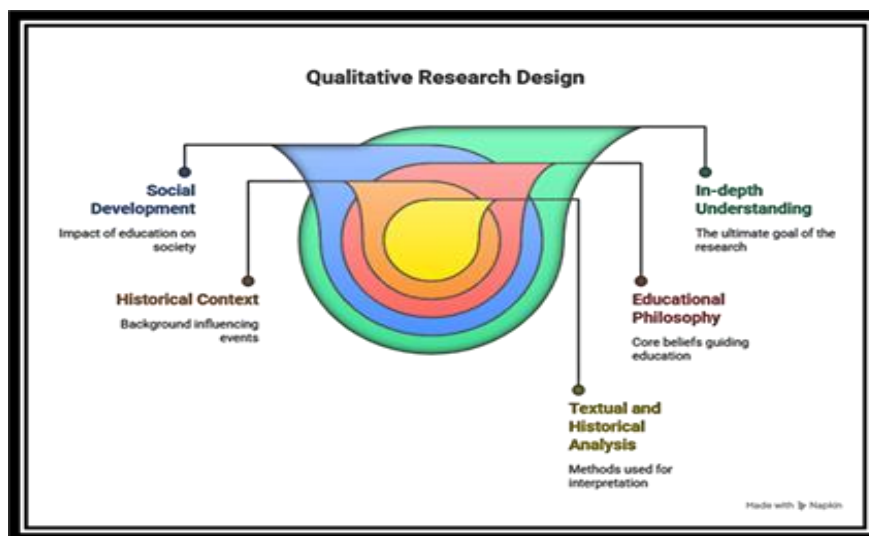 Qualitative Research Design
Social
Development
Impact of education on
society
In-depth
Understanding
The ultimate goal of the
research
Historical Context
Background influencing
events
Educational
Philosophy
Core beliefs guiding
education
Textual and
Historical
Analysis
Methods used for
interpretation
Made with Napkin